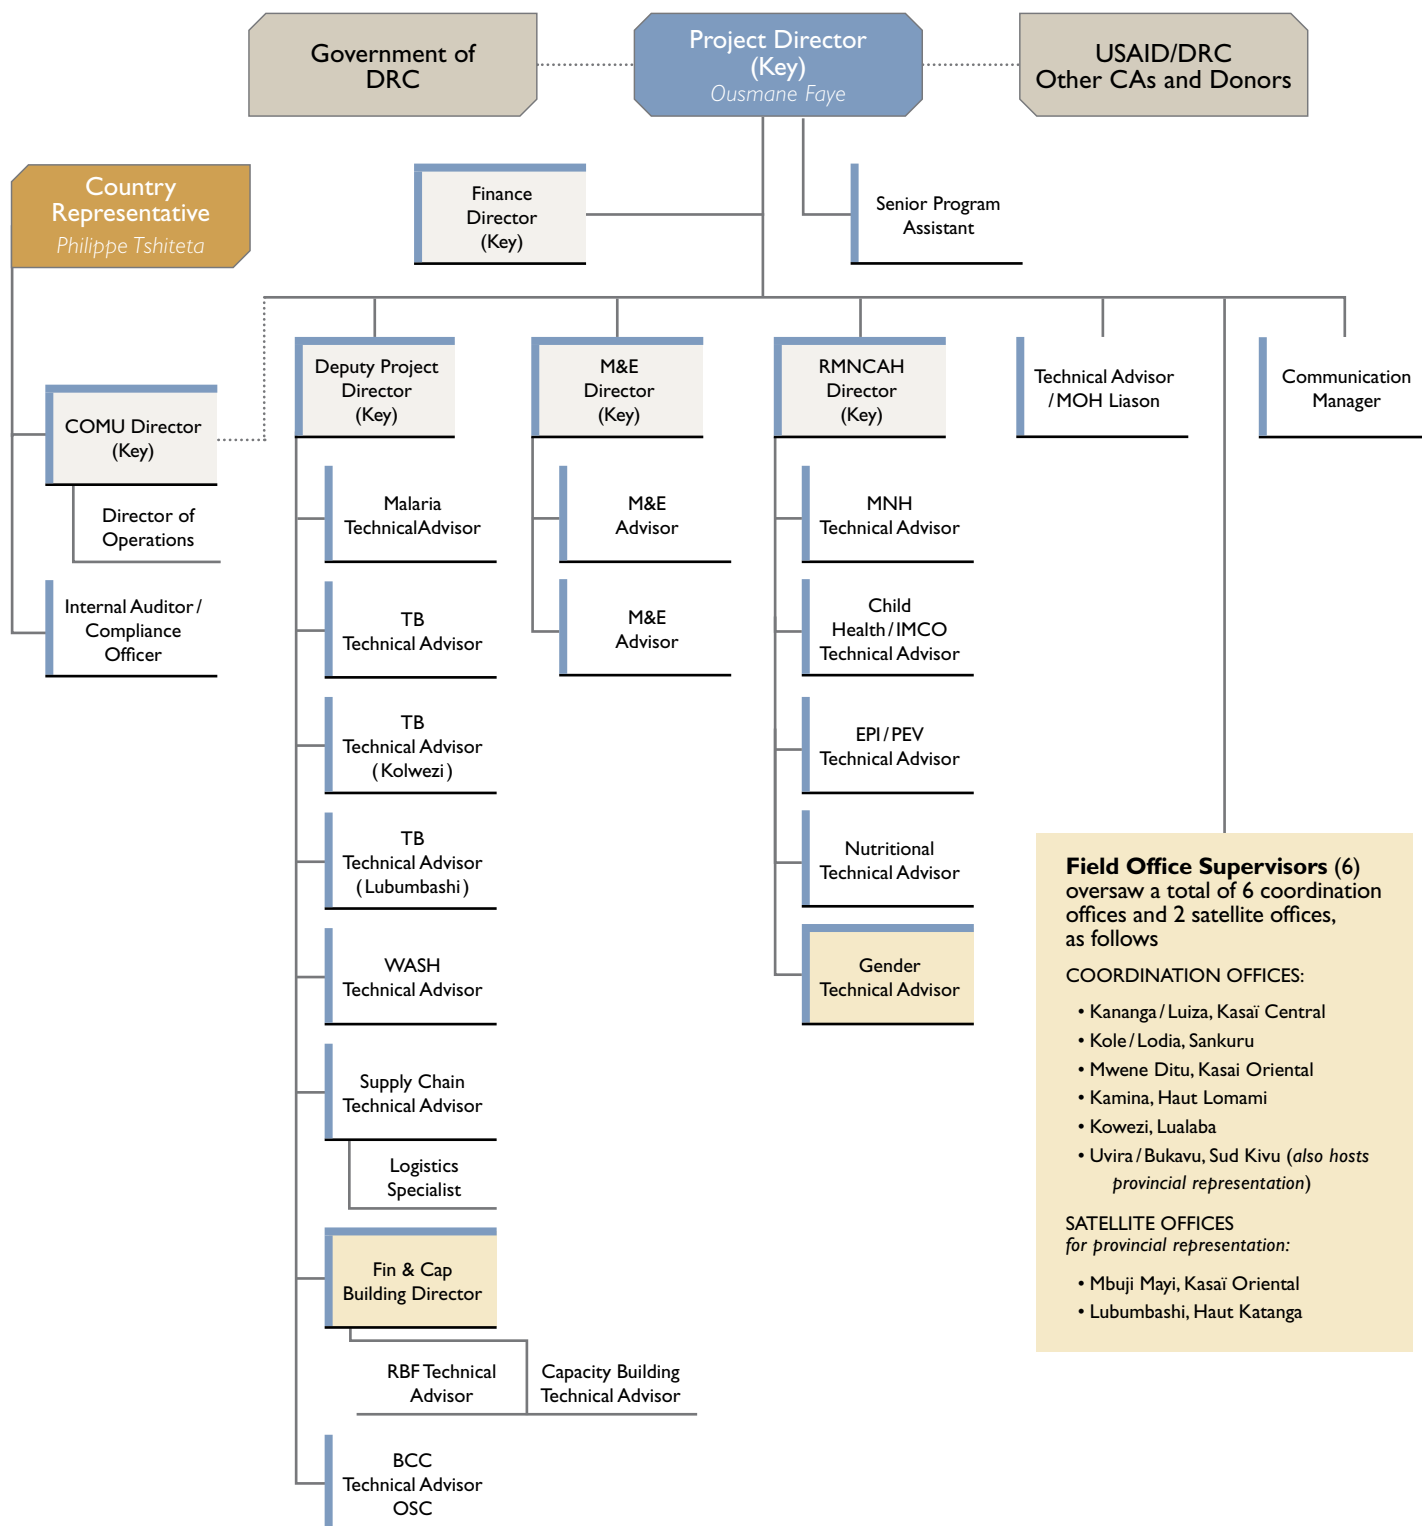 Government of
DRC
Project Director
(Key)
Ousmane Faye
USAID/DRC
Other CAs and Donors
Country
Representative
Philippe Tshiteta
Finance
Director
(Key)
Senior Program
Assistant
COMU Director
(Key)
Director of
Operations
Internal Auditor /
Compliance
Officer
Deputy Project
Director
(Key)
Malaria
TechnicalAdvisor
TB
Technical Advisor
TB
Technical Advisor
(Kolwezi)
TB
Technical Advisor
(Lubumbashi)
WASH
Technical Advisor
Supply Chain
Technical Advisor
Logistics
Specialist
Fin & Cap
Building Director
RBF Technical
Advisor
Capacity Building
Technical Advisor
BCC
Technical Advisor
OSC
M&E
Director
(Key)
M&E
Advisor
M&E
Advisor
RMNCAH
Director
(Key)
MNH
Technical Advisor
Child
Health / IMCO
Technical Advisor
EPI / PEV
Technical Advisor
Nutritional
Technical Advisor
Gender
Technical Advisor
Technical Advisor
/ MOH Liason
Communication
Manager
Field Office Supervisors (6)
oversaw a total of 6 coordination
offices and 2 satellite offices,
as follows
COORDINATION OFFICES:
• Kananga / Luiza, Kasaï Central
• Kole / Lodia, Sankuru
• Mwene Ditu, Kasai Oriental
• Kamina, Haut Lomami
• Kowezi, Lualaba
• Uvira / Bukavu, Sud Kivu (also hosts
provincial representation)
SATELLITE OFFICES
for provincial representation:
• Mbuji Mayi, Kasaï Oriental
• Lubumbashi, Haut Katanga